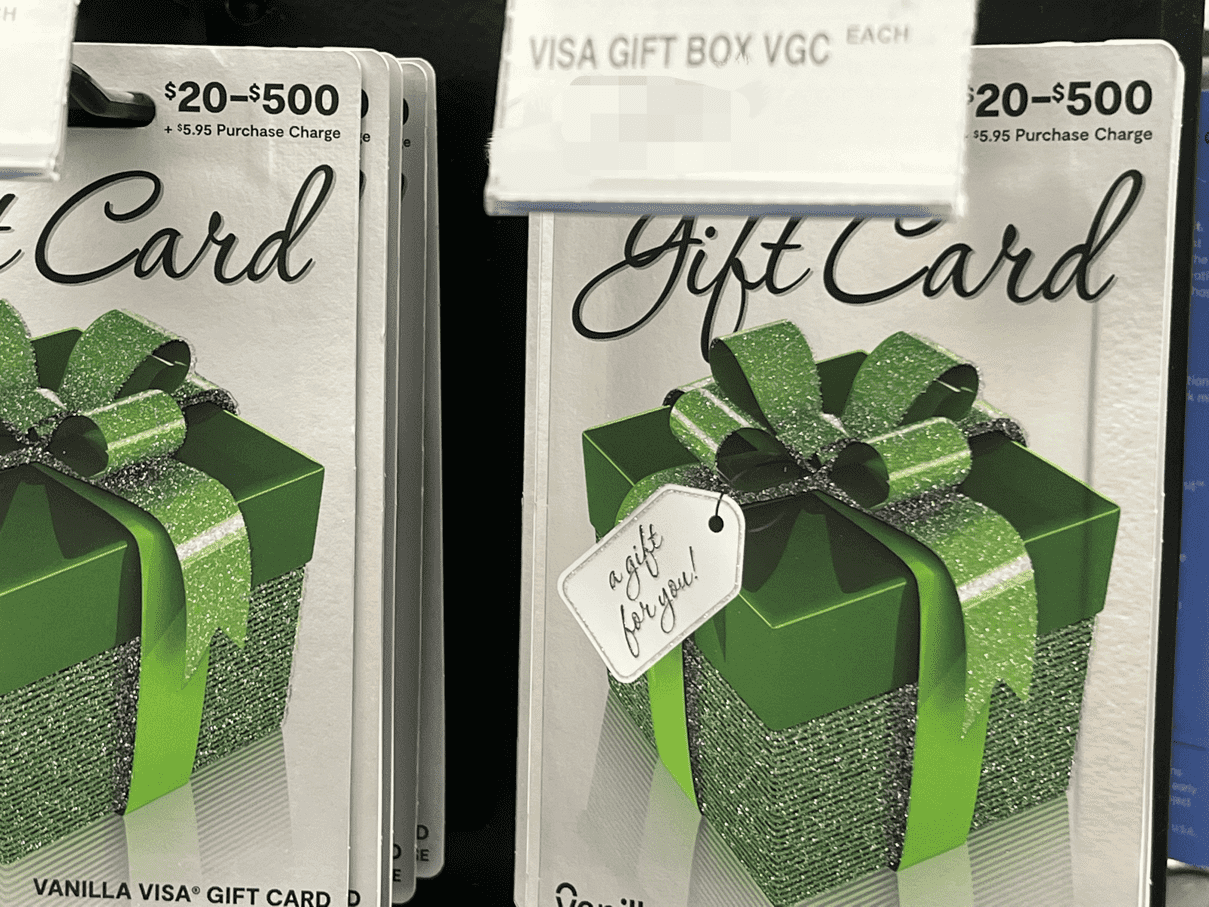 $20–$500
+ $5.95 Purchase Charge
t Card
VANILLA VISA® GIFT CARD
VISA GIFT BOX VGC EACH
$20–$500
$5.95 Purchase Charge
Gift Card
a gift
for you!